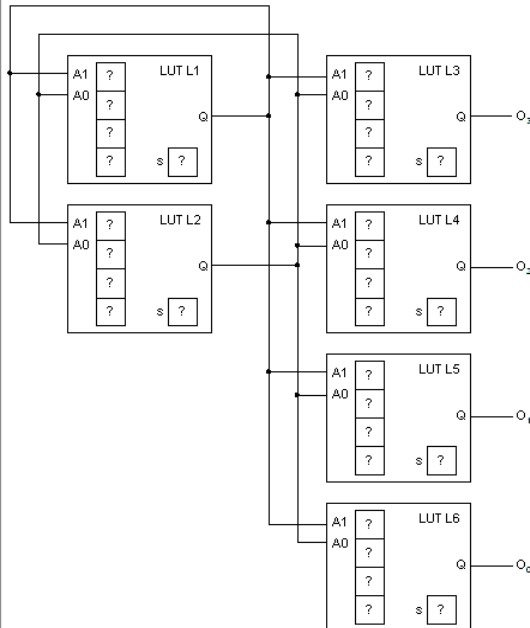 A1 ? LUT L1
A0 ?
?
Q
? s ?
A1 ? LUT L3
A0 ?
?
Q
? s ?
A1 ? LUT L2
A0 ?
?
Q
? s ?
A1 ? LUT L4
A0 ?
?
Q
? s ?
A1 ? LUT L5
A0 ?
?
Q
? s ?
A1 ? LUT L6
A0 ?
?
Q
? s ?